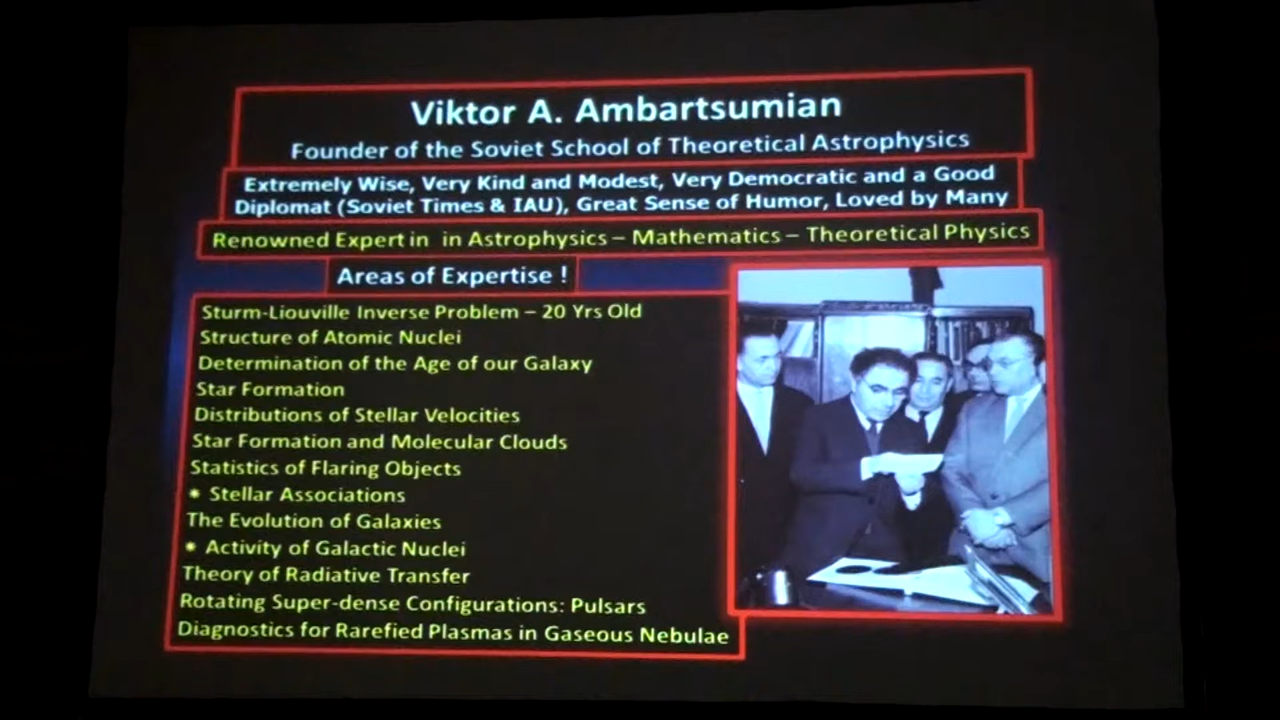 Viktor A. Ambartsumian
Founder of the Soviet School of Theoretical Astrophysics
Extremely Wise, Very Kind and Modest, Very Democratic and a Good
Diplomat (Soviet Times & IAU), Great Sense of Humor, Loved by Many
Renowned Expert in in Astrophysics – Mathematics – Theoretical Physics
Areas of Expertise !
Sturm-Liouville Inverse Problem – 20 Yrs Old
Structure of Atomic Nuclei
Determination of the Age of our Galaxy
Star Formation
Distributions of Stellar Velocities
Star Formation and Molecular Clouds
Statistics of Flaring Objects
* Stellar Associations
The Evolution of Galaxies
* Activity of Galactic Nuclei
Theory of Radiative Transfer
Rotating Super-dense Configurations: Pulsars
Diagnostics for Rarefied Plasmas in Gaseous Nebulae